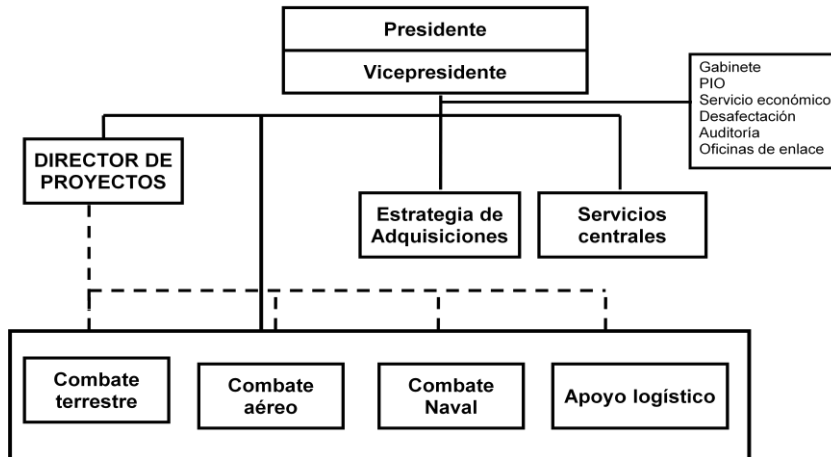 Presidente
Vicepresidente
Gabinete
PIO
Servicio económico
Desafectación
Auditoría
Oficinas de enlace
DIRECTOR DE
PROYECTOS
Estrategia de
Adquisiciones
Servicios
centrales
Combate
terrestre
Combate
aéreo
Combate
Naval
Apoyo logístico